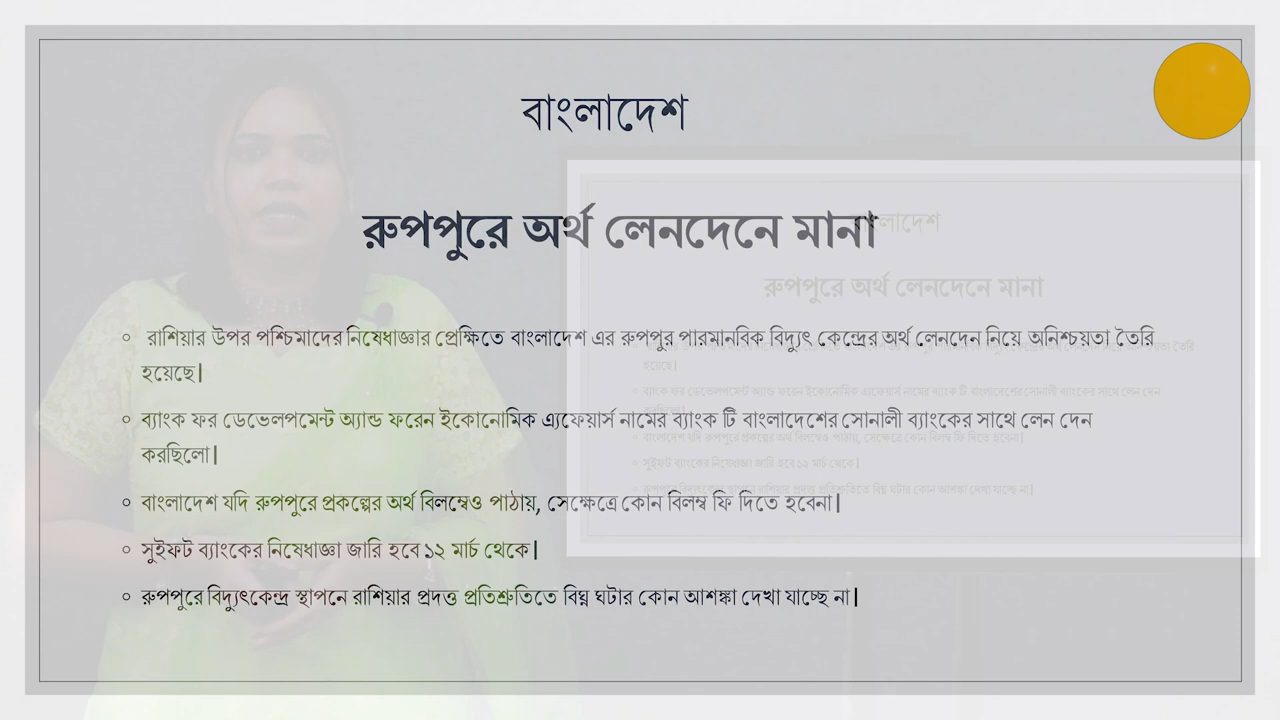 বাংলাদেশ
রুপপুরে অর্থ লেনদেনে মানা
রাশিয়ার উপর পশ্চিমাদের নিষেধাজ্ঞার প্রেক্ষিতে বাংলাদেশ এর রুপপুর পারমানবিক বিদ্যুৎ কেন্দ্রের অর্থ লেনদেন নিয়ে অনিশ্চয়তা তৈরি
হয়েছে|
ব্যাংক ফর ডেভেলপমেন্ট অ্যান্ড ফরেন ইকোনোমিক এ্যফেয়ার্স নামের ব্যাংক টি বাংলাদেশের সোনালী ব্যাংকের সাথে লেন দেন
করছিলো|
বাংলাদেশ যদি রুপপুরে প্রকল্পের অর্থ বিলম্বেও পাঠায়, সেক্ষেত্রে কোন বিলম্ব ফি দিতে হবেনা|
সুইফট ব্যাংকের নিষেধাজ্ঞা জারি হবে ১২ মার্চ থেকে|
রুপপুরে বিদ্যুৎকেন্দ্র স্থাপনে রাশিয়ার প্রদত্ত প্রতিশ্রুতিতে বিঘ্ন ঘটার কোন আশঙ্কা দেখা যাচ্ছে না|